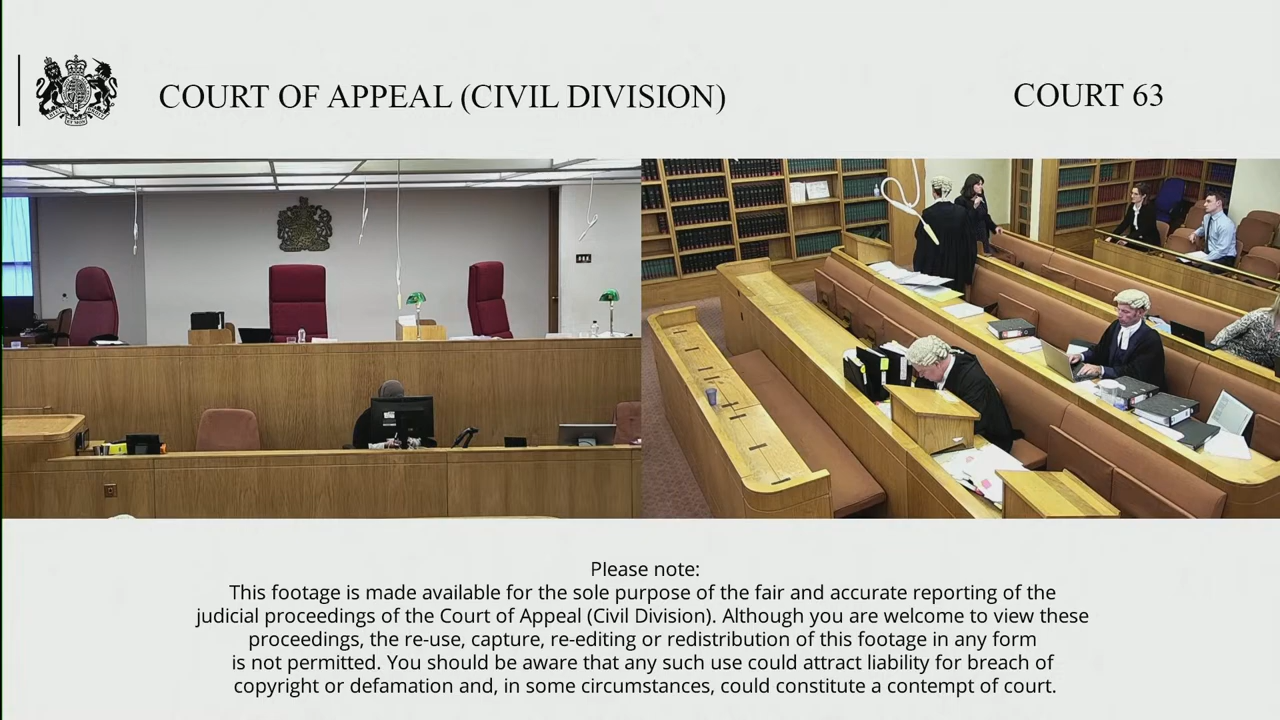 COURT OF APPEAL (CIVIL DIVISION)
COURT 63
Please note:
This footage is made available for the sole purpose of the fair and accurate reporting of the
judicial proceedings of the Court of Appeal (Civil Division). Although you are welcome to view these
proceedings, the re-use, capture, re-editing or redistribution of this footage in any form
is not permitted. You should be aware that any such use could attract liability for breach of
copyright or defamation and, in some circumstances, could constitute a contempt of court.